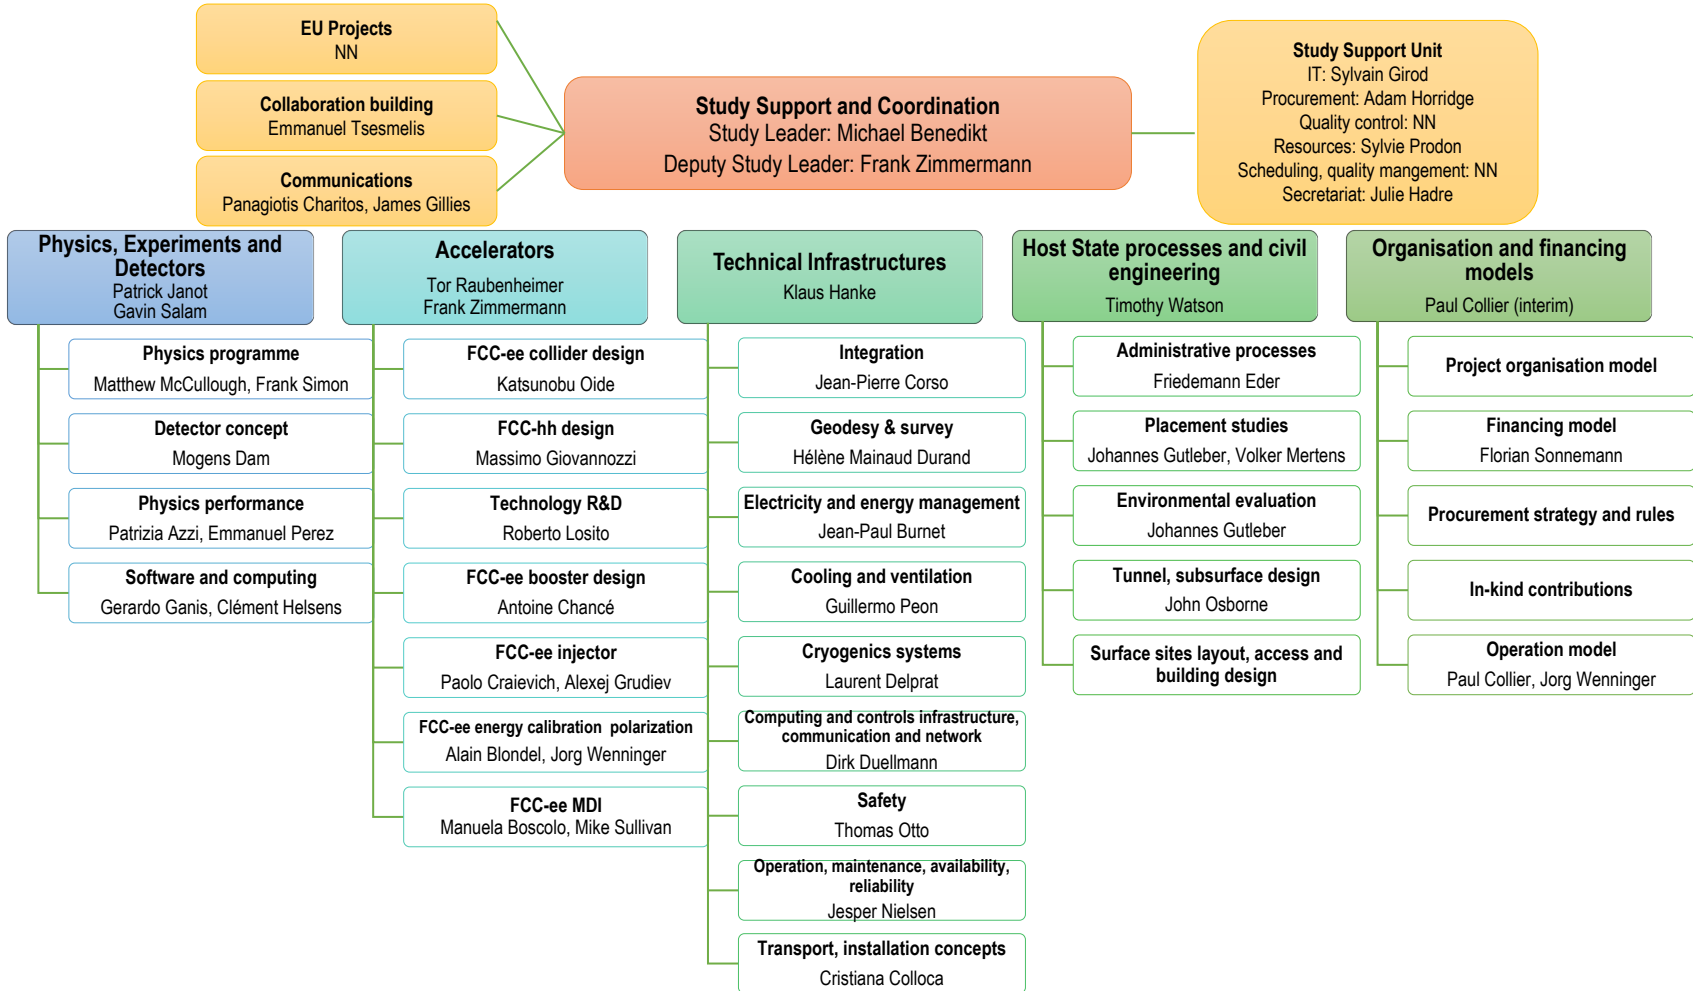 EU Projects
NN
Collaboration building
Emmanuel Tsesmelis
Communications
Panagiotis Charitos, James Gillies
Study Support and Coordination
Study Leader: Michael Benedikt
Deputy Study Leader: Frank Zimmermann
Study Support Unit
IT: Sylvain Girod
Procurement: Adam Horridge
Quality control: NN
Resources: Sylvie Prodon
Scheduling, quality mangement: NN
Secretariat: Julie Hadre
Physics, Experiments and
Detectors
Patrick Janot
Gavin Salam
Physics programme
Matthew McCullough, Frank Simon
Detector concept
Mogens Dam
Physics performance
Patrizia Azzi, Emmanuel Perez
Software and computing
Gerardo Ganis, Clément Helsens
Accelerators
Tor Raubenheimer
Frank Zimmermann
FCC-ee collider design
Katsunobu Oide
FCC-hh design
Massimo Giovannozzi
Technology R&D
Roberto Losito
FCC-ee booster design
Antoine Chancé
FCC-ee injector
Paolo Craievich, Alexej Grudiev
FCC-ee energy calibration polarization
Alain Blondel, Jorg Wenninger
FCC-ee MDI
Manuela Boscolo, Mike Sullivan
Technical Infrastructures
Klaus Hanke
Integration
Jean-Pierre Corso
Geodesy & survey
Hélène Mainaud Durand
Electricity and energy management
Jean-Paul Burnet
Cooling and ventilation
Guillermo Peon
Cryogenics systems
Laurent Delprat
Computing and controls infrastructure,
communication and network
Dirk Duellmann
Safety
Thomas Otto
Operation, maintenance, availability,
reliability
Jesper Nielsen
Transport, installation concepts
Cristiana Colloca
Host State processes and civil
engineering
Timothy Watson
Administrative processes
Friedemann Eder
Placement studies
Johannes Gutleber, Volker Mertens
Environmental evaluation
Johannes Gutleber
Tunnel, subsurface design
John Osborne
Surface sites layout, access and
building design
Organisation and financing
models
Paul Collier (interim)
Project organisation model
Financing model
Florian Sonnemann
Procurement strategy and rules
In-kind contributions
Operation model
Paul Collier, Jorg Wenninger